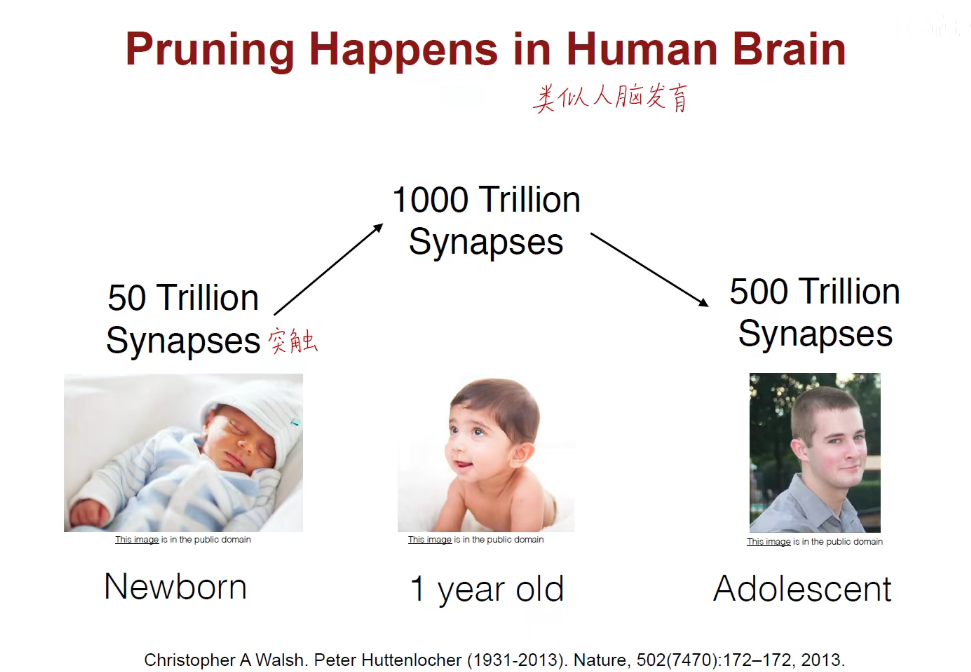 Pruning Happens in Human Brain
类似人脑发育
1000 Trillion
Synapses
50 Trillion
Synapses 突触
500 Trillion
Synapses
This image is in the public domain
This image is in the public domain
This image is in the public domain
Newborn
1 year old
Adolescent
Christopher A Walsh. Peter Huttenlocher (1931-2013). Nature, 502(7470):172–172, 2013.